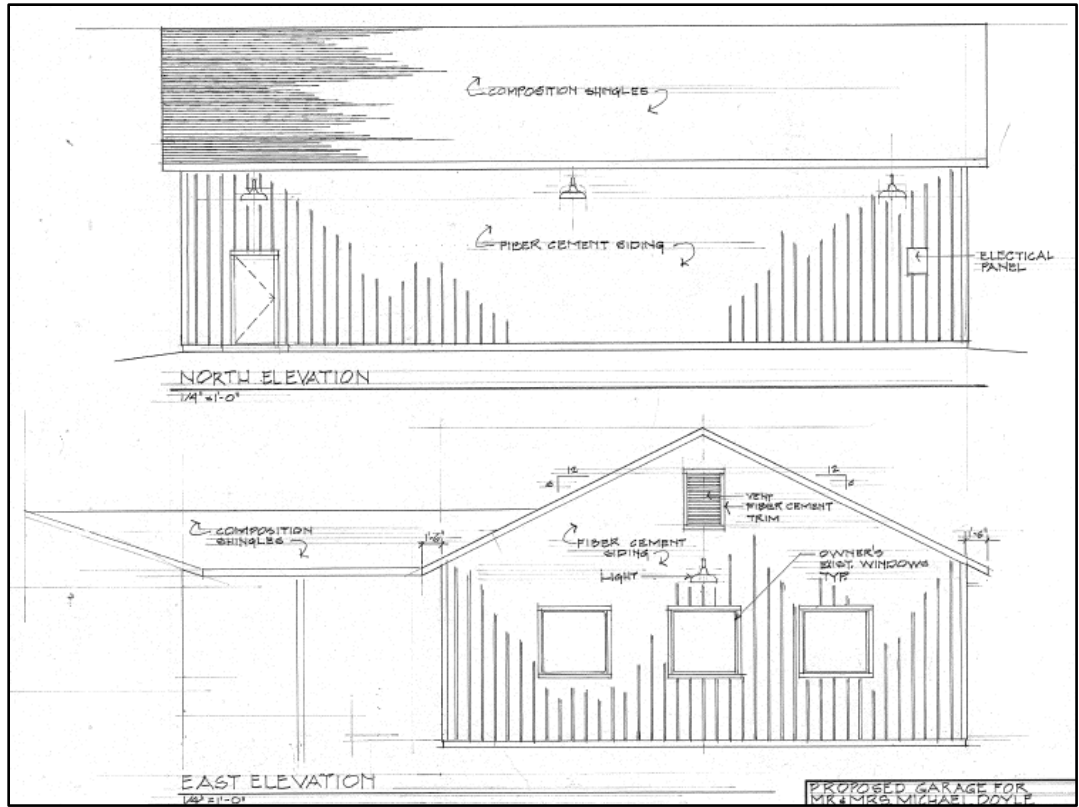 COMPOSITION SHINGLES
FIBER CEMENT SIDING
ELECTICAL
PANEL
NORTH ELEVATION
1/4" = 1'-0"
12
6
12
6
VENT
FIBER CEMENT
TRIM
COMPOSITION
SHINGLES
1'-6"
FIBER CEMENT
SIDING
LIGHT
OWNER'S
EXIST. WINDOWS
TYP.
1'-6"
EAST ELEVATION
1/4" = 1'-0"
PROPOSED GARAGE FOR
MR & MRS MICHAEL DOYLE